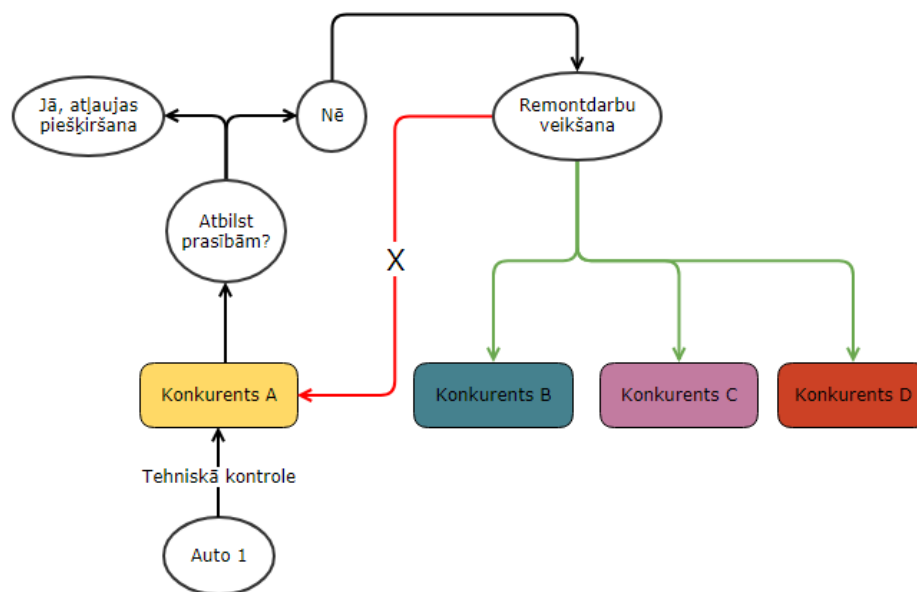 Jā, atļaujas
piešķiršana
Nē
Remontdarbu
veikšana
Atbilst
prasībām?
X
Konkurents A
Konkurents B
Konkurents C
Konkurents D
Tehniskā kontrole
Auto 1